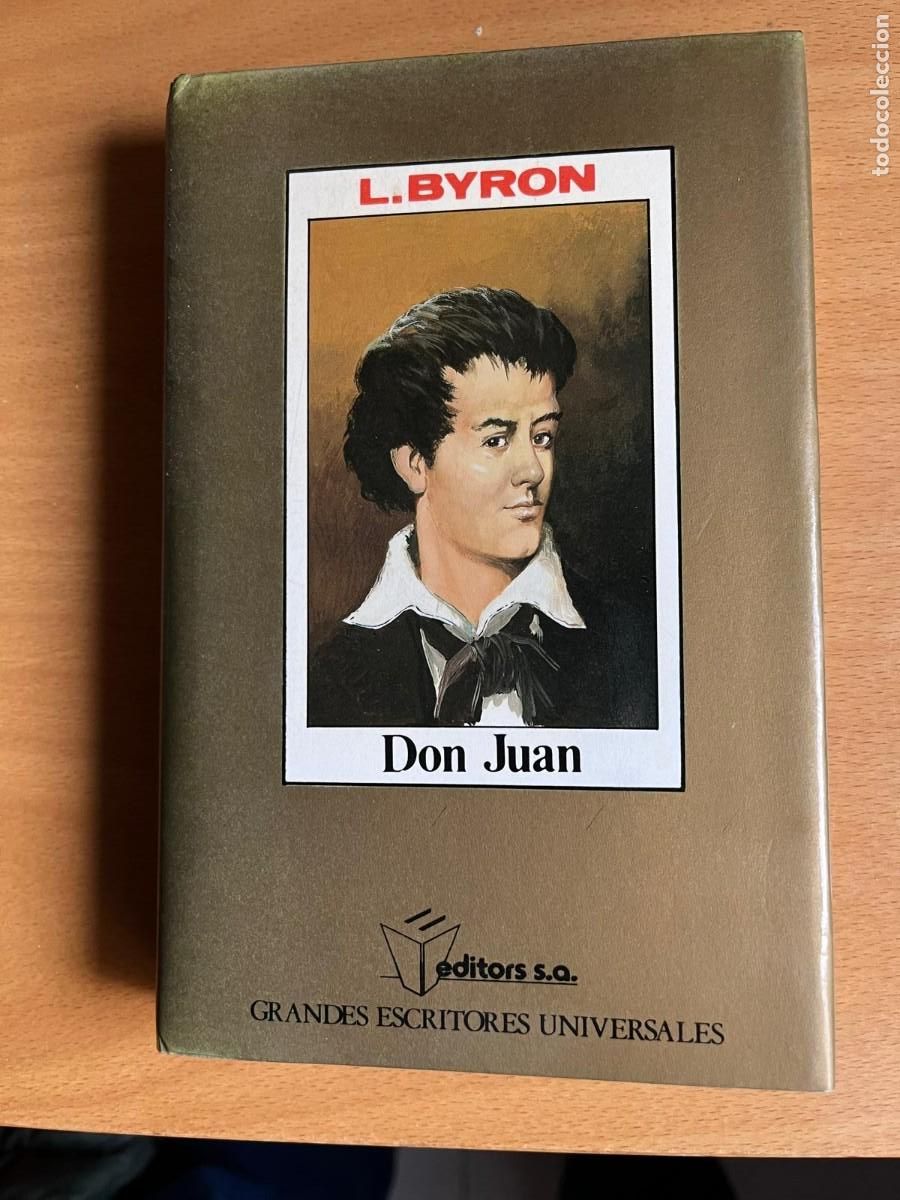 L.BYRON
Don Juan
editors s.a.
GRANDES ESCRITORES UNIVERSALES
todocoleccion